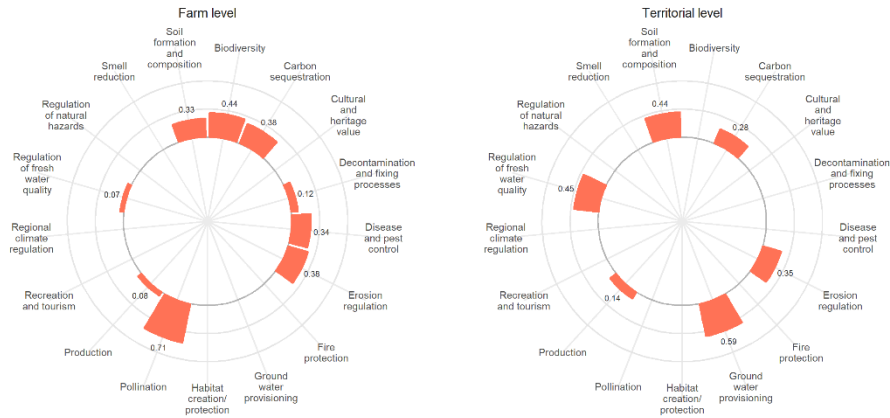 Farm level
Soil
formation
and
composition
Biodiversity
Carbon
sequestration
Cultural
and
heritage
value
Decontamination
and fixing
processes
Disease
and pest
control
Erosion
regulation
Fire
protection
Ground
water
provisioning
Habitat
creation/
protection
Pollination
Production
Recreation
and tourism
Regional
climate
regulation
Regulation
of fresh
water
quality
Regulation
of natural
hazards
Smell
reduction
0.33
0.44
0.38
0.12
0.34
0.38
0.71
0.08
0.07
Territorial level
Soil
formation
and
composition
Biodiversity
Carbon
sequestration
Cultural
and
heritage
value
Decontamination
and fixing
processes
Disease
and pest
control
Erosion
regulation
Fire
protection
Ground
water
provisioning
Habitat
creation/
protection
Pollination
Production
Recreation
and tourism
Regional
climate
regulation
Regulation
of fresh
water
quality
Regulation
of natural
hazards
Smell
reduction
0.44
0.28
0.35
0.59
0.14
0.45